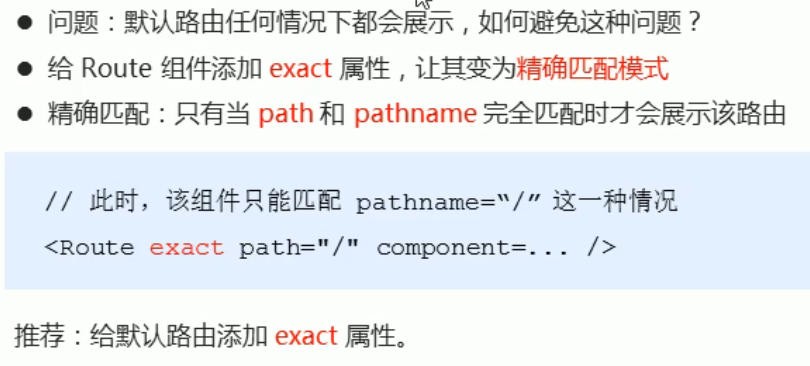 ● 问题：默认路由任何情况下都会展示，如何避免这种问题？
● 给 Route 组件添加 exact 属性，让其变为精确匹配模式
● 精确匹配：只有当 path 和 pathname 完全匹配时才会展示该路由
// 此时，该组件只能匹配 pathname=“/” 这一种情况
<Route exact path="/" component=... />
推荐：给默认路由添加 exact 属性。